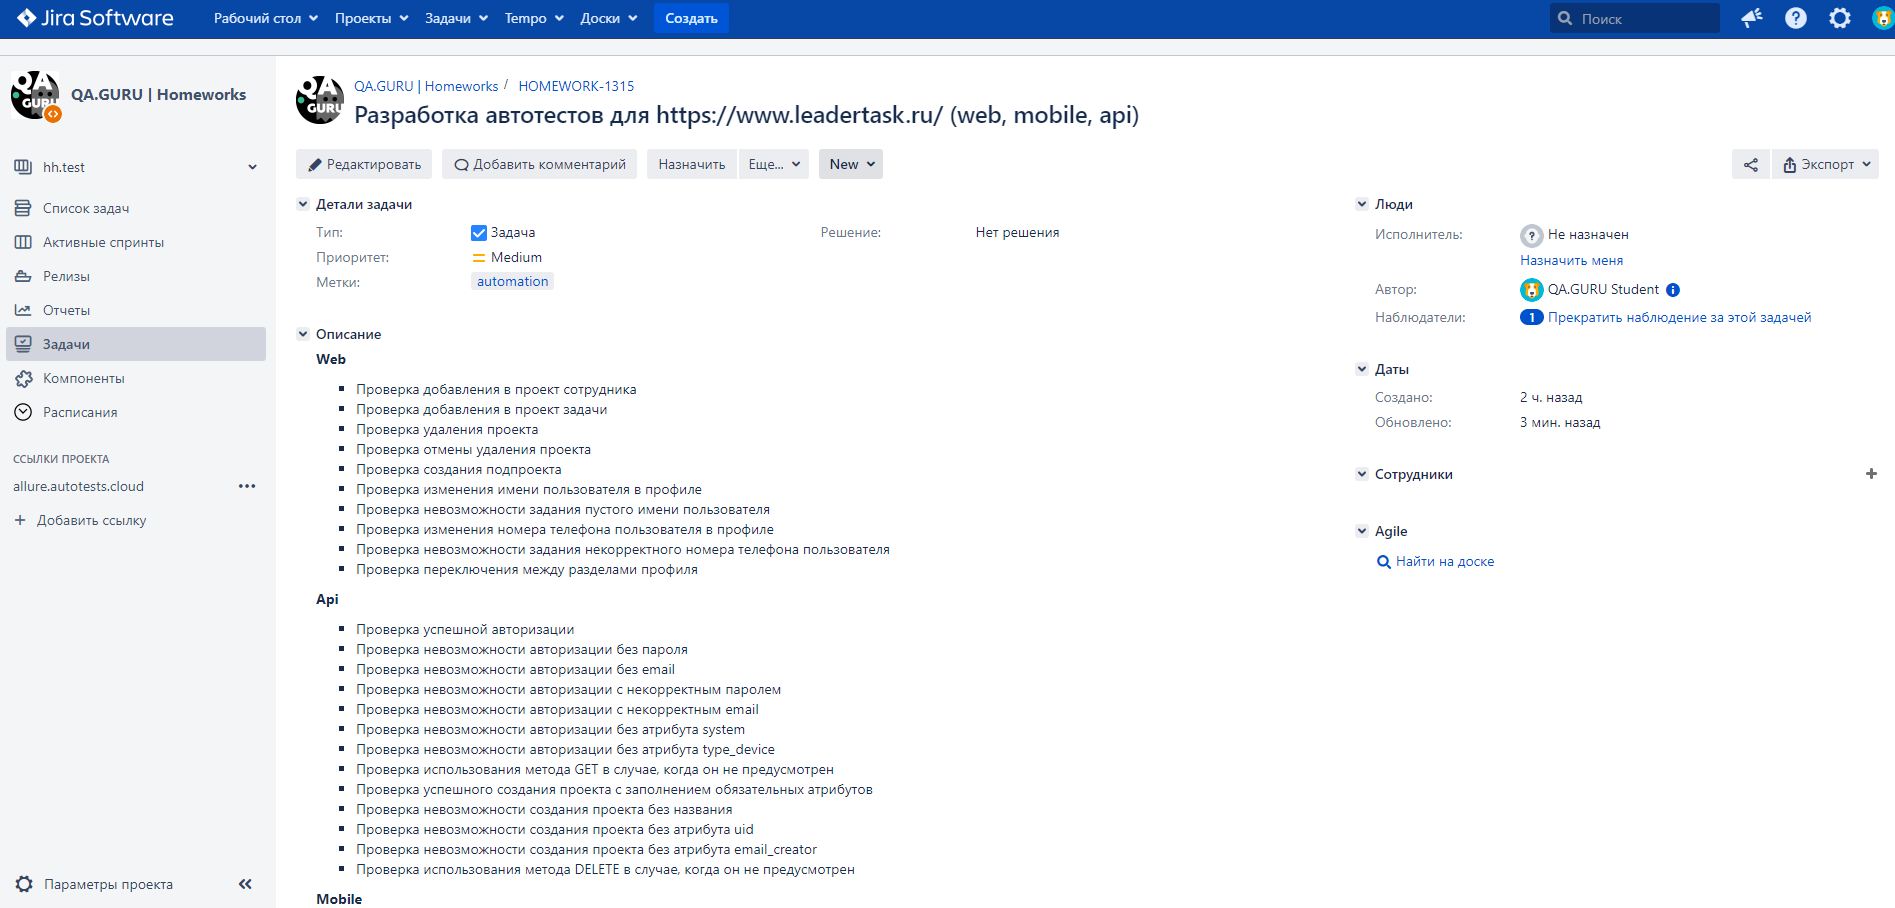 Jira Software
Рабочий стол Проекты Задачи Tempo Доски Создать Поиск
QA GURU
QA.GURU | Homeworks
hh.test
Список задач
Активные спринты
Релизы
Отчеты
Задачи
Компоненты
Расписания
ССЫЛКИ ПРОЕКТА
allure.autotests.cloud
Добавить ссылку
Параметры проекта
QA GURU
QA.GURU | Homeworks / HOMEWORK-1315
Разработка автотестов для https://www.leadertask.ru/ (web, mobile, api)
Редактировать Добавить комментарий Назначить Еще... New Экспорт
Детали задачи
Тип: Задача Решение: Нет решения
Приоритет: Medium
Метки: automation
Описание
Web
Проверка добавления в проект сотрудника
Проверка добавления в проект задачи
Проверка удаления проекта
Проверка отмены удаления проекта
Проверка создания подпроекта
Проверка изменения имени пользователя в профиле
Проверка невозможности задания пустого имени пользователя
Проверка изменения номера телефона пользователя в профиле
Проверка невозможности задания некорректного номера телефона пользователя
Проверка переключения между разделами профиля
Api
Проверка успешной авторизации
Проверка невозможности авторизации без пароля
Проверка невозможности авторизации без email
Проверка невозможности авторизации с некорректным паролем
Проверка невозможности авторизации с некорректным email
Проверка невозможности авторизации без атрибута system
Проверка невозможности авторизации без атрибута type_device
Проверка использования метода GET в случае, когда он не предусмотрен
Проверка успешного создания проекта с заполнением обязательных атрибутов
Проверка невозможности создания проекта без названия
Проверка невозможности создания проекта без атрибута uid
Проверка невозможности создания проекта без атрибута email_creator
Проверка использования метода DELETE в случае, когда он не предусмотрен
Mobile
Люди
Исполнитель: Не назначен
Назначить меня
Автор: QA.GURU Student
Наблюдатели: 1 Прекратить наблюдение за этой задачей
Даты
Создано: 2 ч. назад
Обновлено: 3 мин. назад
Сотрудники
Agile
Найти на доске